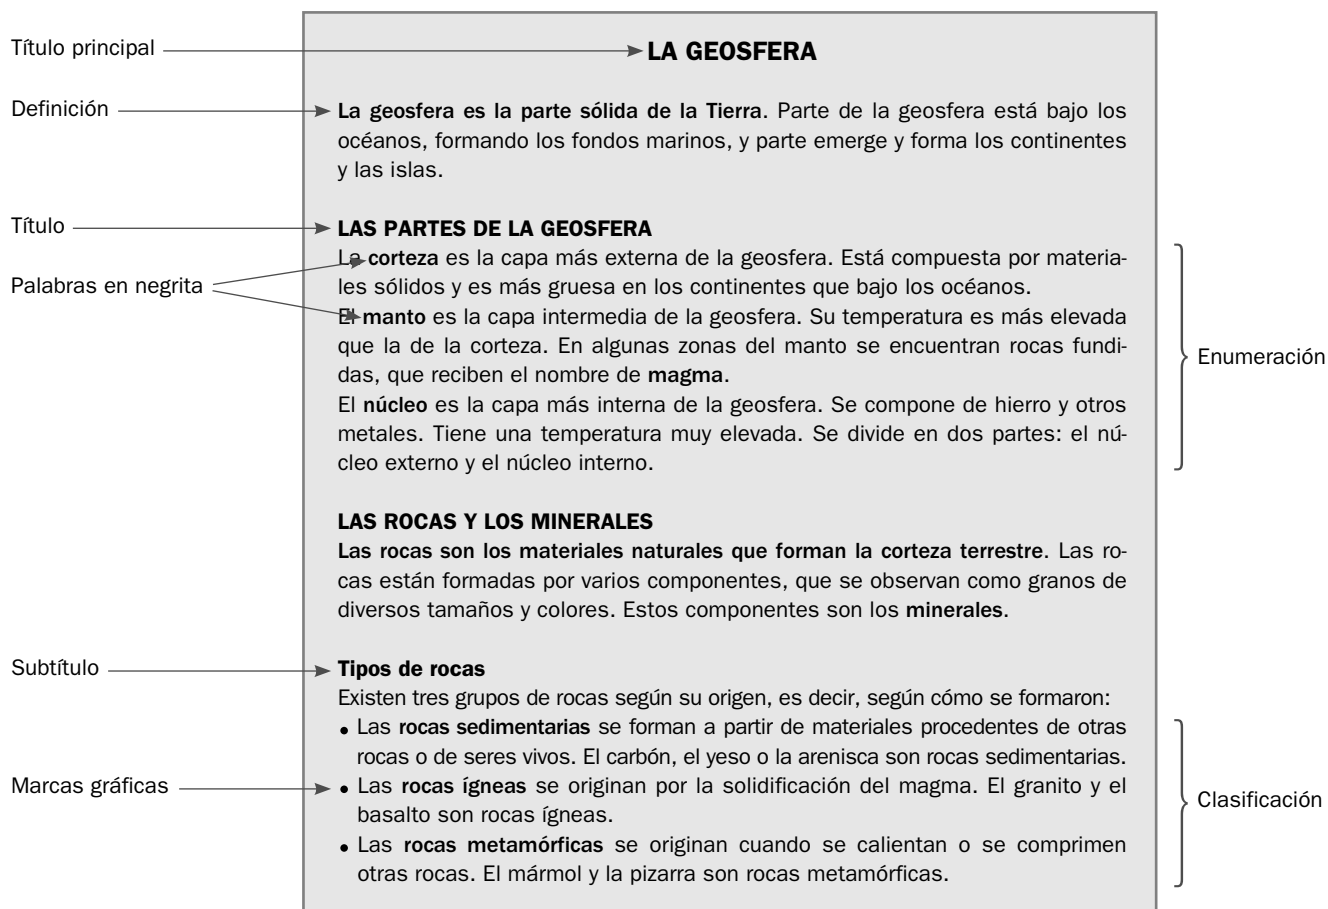 Título principal
LA GEOSFERA
Definición
La geosfera es la parte sólida de la Tierra. Parte de la geosfera está bajo los
océanos, formando los fondos marinos, y parte emerge y forma los continentes
y las islas.
Título
LAS PARTES DE LA GEOSFERA
La corteza es la capa más externa de la geosfera. Está compuesta por materia-
Palabras en negrita
les sólidos y es más gruesa en los continentes que bajo los océanos.
El manto es la capa intermedia de la geosfera. Su temperatura es más elevada
que la de la corteza. En algunas zonas del manto se encuentran rocas fundi-
Enumeración
das, que reciben el nombre de magma.
El núcleo es la capa más interna de la geosfera. Se compone de hierro y otros
metales. Tiene una temperatura muy elevada. Se divide en dos partes: el nú-
cleo externo y el núcleo interno.
LAS ROCAS Y LOS MINERALES
Las rocas son los materiales naturales que forman la corteza terrestre. Las ro-
cas están formadas por varios componentes, que se observan como granos de
diversos tamaños y colores. Estos componentes son los minerales.
Subtítulo
Tipos de rocas
Existen tres grupos de rocas según su origen, es decir, según cómo se formaron:
• Las rocas sedimentarias se forman a partir de materiales procedentes de otras
rocas o de seres vivos. El carbón, el yeso o la arenisca son rocas sedimentarias.
Marcas gráficas
• Las rocas ígneas se originan por la solidificación del magma. El granito y el
Clasificación
basalto son rocas ígneas.
• Las rocas metamórficas se originan cuando se calientan o se comprimen
otras rocas. El mármol y la pizarra son rocas metamórficas.